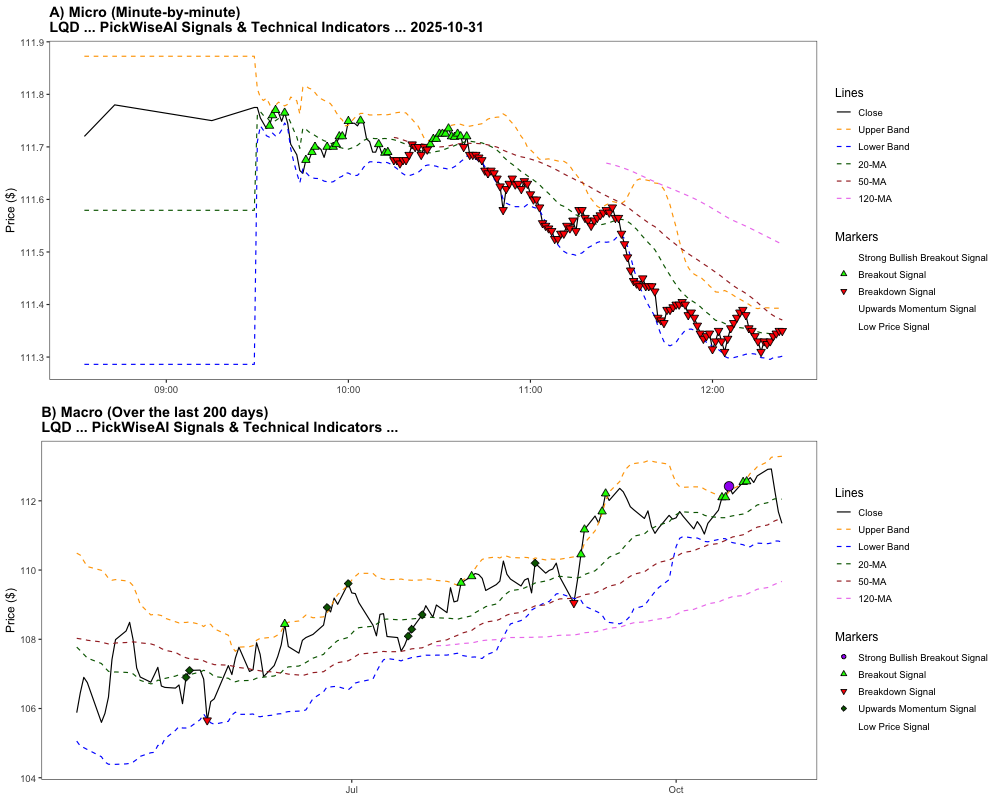 A) Micro (Minute-by-minute)
LQD ... PickWiseAI Signals & Technical Indicators ... 2025-10-31
111.9
111.8
111.7
111.6
111.5
111.4
111.3
Price ($)
09:00
10:00
11:00
12:00
Lines
Close
Upper Band
Lower Band
20-MA
50-MA
120-MA
Markers
Strong Bullish Breakout Signal
Breakout Signal
Breakdown Signal
Upwards Momentum Signal
Low Price Signal
B) Macro (Over the last 200 days)
LQD ... PickWiseAI Signals & Technical Indicators ...
112
110
108
106
104
Price ($)
Jul
Oct
Lines
Close
Upper Band
Lower Band
20-MA
50-MA
120-MA
Markers
Strong Bullish Breakout Signal
Breakout Signal
Breakdown Signal
Upwards Momentum Signal
Low Price Signal